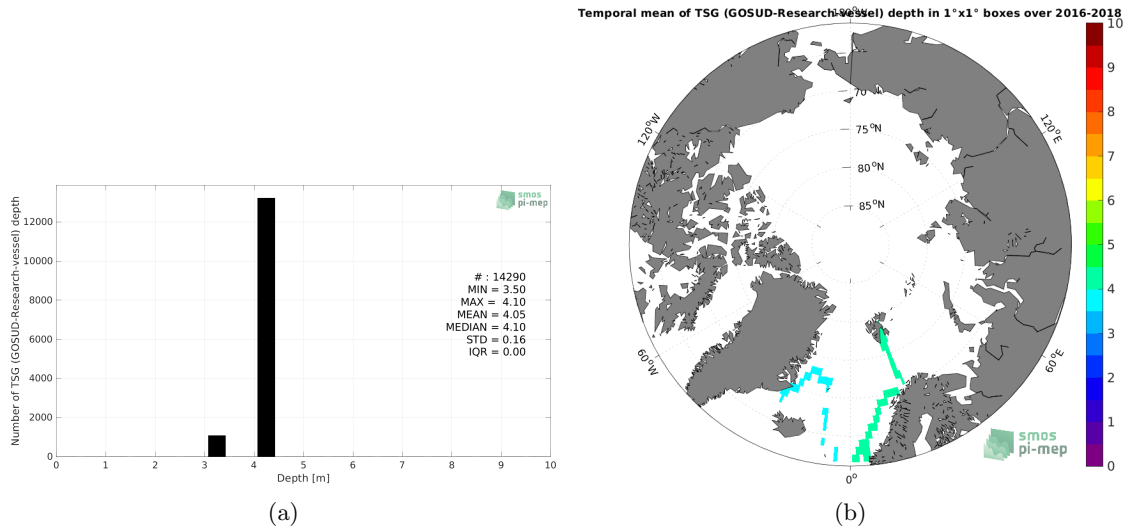 Number of TSG (GOSUD-Research-vessel) depth
12000
10000
8000
6000
4000
2000
0
0 1 2 3 4 5 6 7 8 9 10
Depth [m]
smos
pi-mep
# : 14290
MIN = 3.50
MAX = 4.10
MEAN = 4.05
MEDIAN = 4.10
STD = 0.16
IQR = 0.00
(a)
Temporal mean of TSG (GOSUD-Research-vessel) depth in 1°x1° boxes over 2016-2018
180°W
120°W
120°E
70
75°N
80°N
85°N
60°W
60°E
0°
smos
pi-mep
10
9
8
7
6
5
4
3
2
1
0
(b)